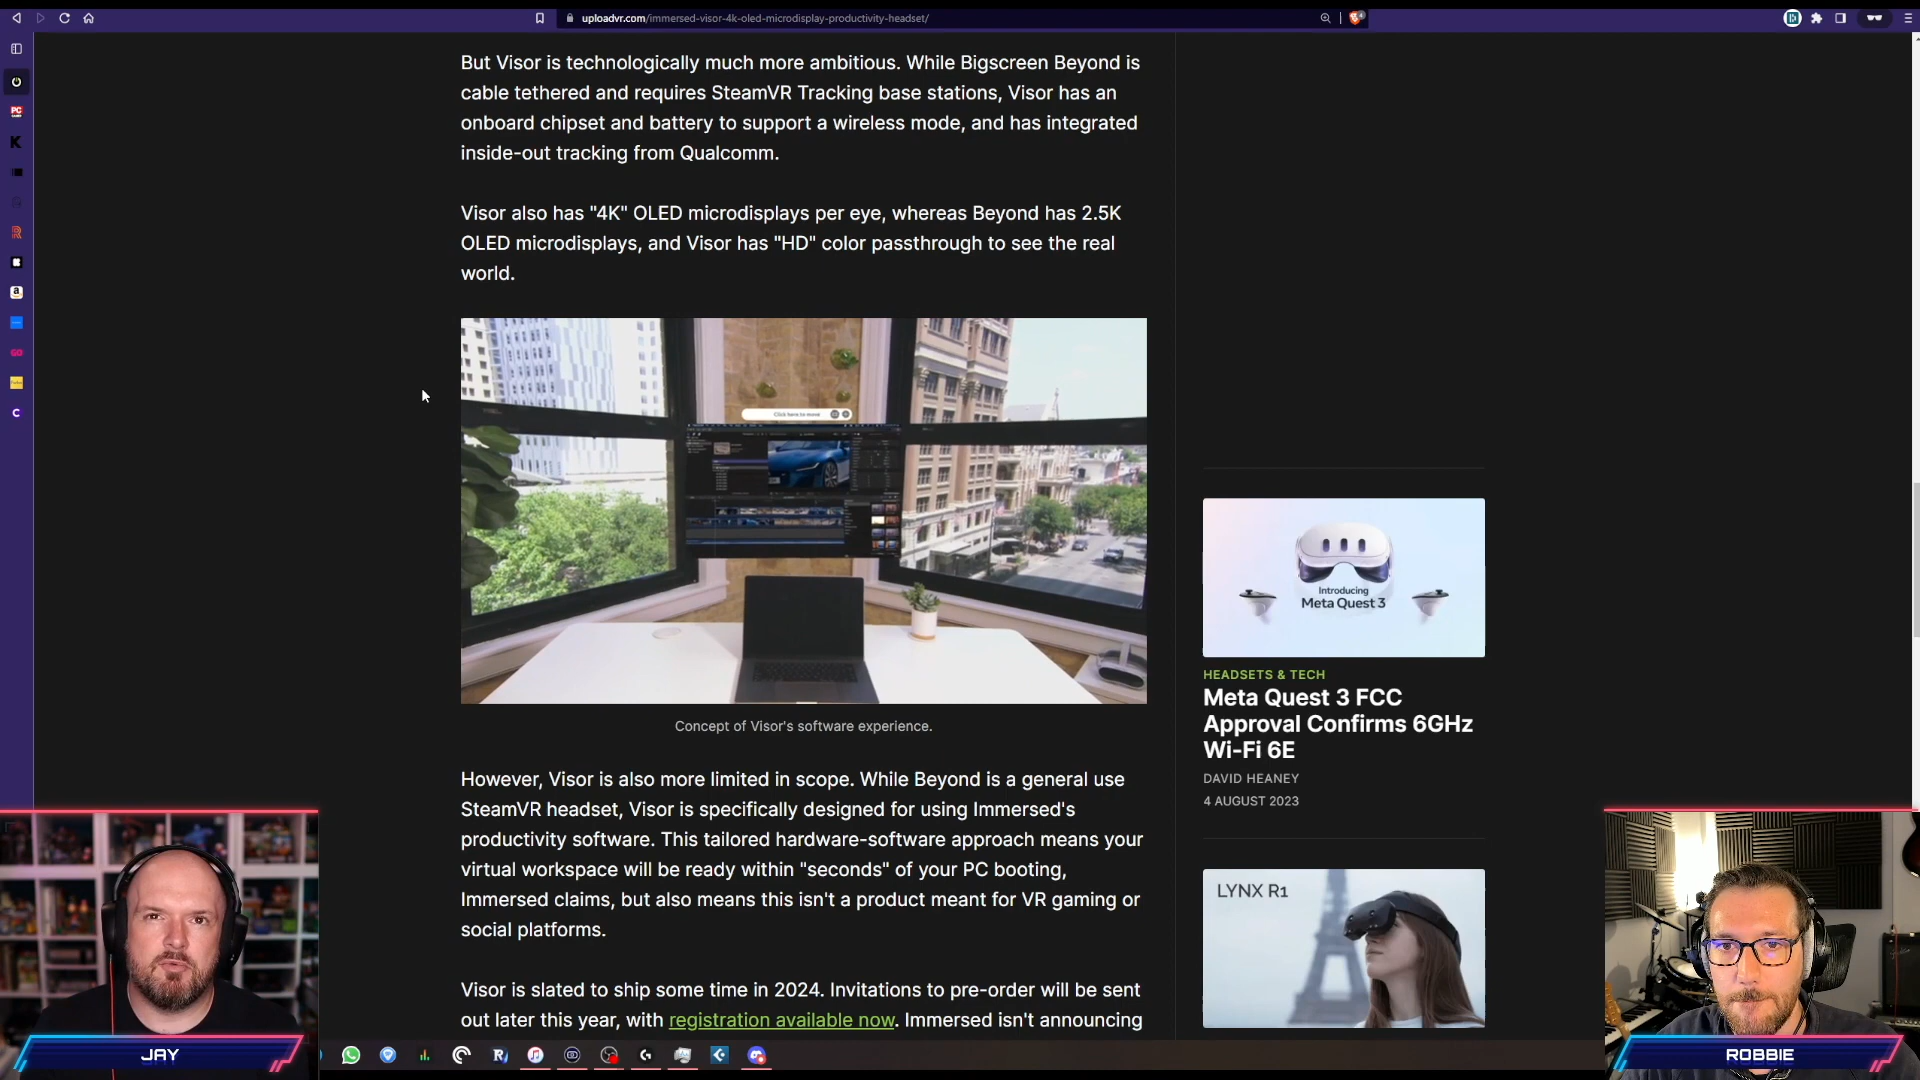 uploadvr.com/immersed-visor-4k-oled-microdisplay-productivity-headset/
But Visor is technologically much more ambitious. While Bigscreen Beyond is
cable tethered and requires SteamVR Tracking base stations, Visor has an
onboard chipset and battery to support a wireless mode, and has integrated
inside-out tracking from Qualcomm.
Visor also has "4K" OLED microdisplays per eye, whereas Beyond has 2.5K
OLED microdisplays, and Visor has "HD" color passthrough to see the real
world.
Click here to move
Concept of Visor's software experience.
However, Visor is also more limited in scope. While Beyond is a general use
SteamVR headset, Visor is specifically designed for using Immersed's
productivity software. This tailored hardware-software approach means your
virtual workspace will be ready within "seconds" of your PC booting,
Immersed claims, but also means this isn't a product meant for VR gaming or
social platforms.
Visor is slated to ship some time in 2024. Invitations to pre-order will be sent
out later this year, with registration available now. Immersed isn't announcing
Introducing
Meta Quest 3
HEADSETS & TECH
Meta Quest 3 FCC
Approval Confirms 6GHz
Wi-Fi 6E
DAVID HEANEY
4 AUGUST 2023
LYNX R1
JAY
ROBBIE